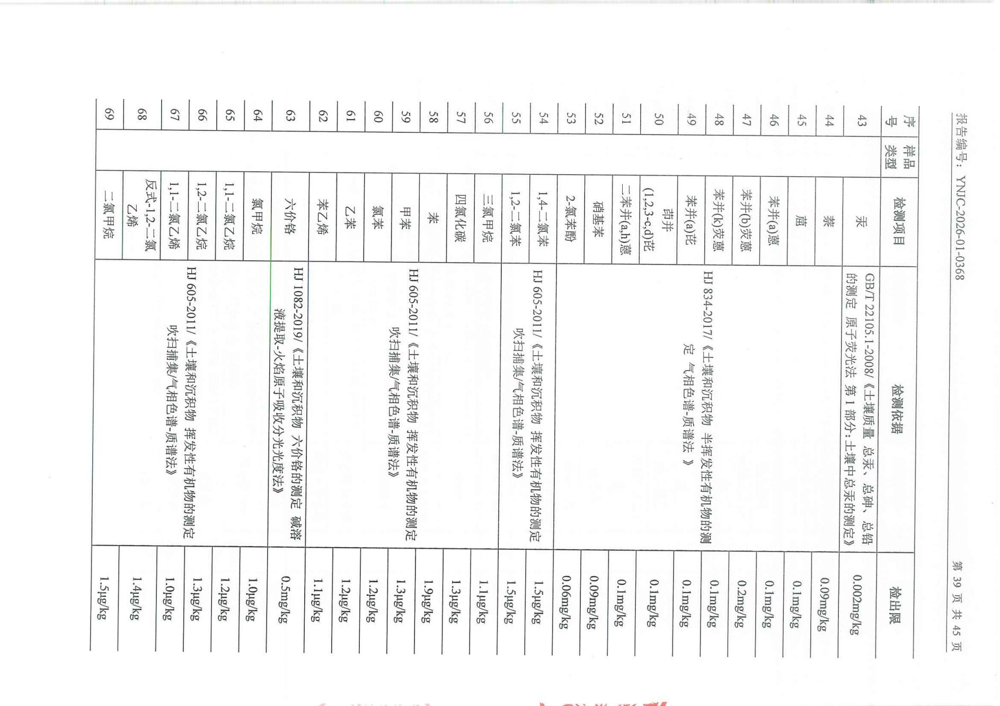 报告编号：YNJC-2026-01-0368 第 39 页 共 45 页
序号 样品类型 检测项目 检测依据 检出限
43 汞 GB/T 22105.1-2008/《土壤质量 总汞、总砷、总铅的测定 原子荧光法 第 1 部分：土壤中总汞的测定》 0.002mg/kg
44 萘 0.09mg/kg
45 䓛 0.1mg/kg
46 苯并(a)蒽 0.1mg/kg
47 苯并(b)荧蒽 0.2mg/kg
48 苯并(k)荧蒽 HJ 834-2017/《土壤和沉积物 半挥发性有机物的测定 气相色谱-质谱法 》 0.1mg/kg
49 苯并(a)芘 0.1mg/kg
50 茚并(1,2,3-c,d)芘 0.1mg/kg
51 二苯并(a,h)蒽 0.1mg/kg
52 硝基苯 0.09mg/kg
53 2-氯苯酚 0.06mg/kg
54 1,4-二氯苯 HJ 605-2011/《土壤和沉积物 挥发性有机物的测定 吹扫捕集/气相色谱-质谱法》 1.5μg/kg
55 1,2-二氯苯 1.5μg/kg
56 三氯甲烷 1.1μg/kg
57 四氯化碳 1.3μg/kg
58 苯 1.9μg/kg
59 甲苯 HJ 605-2011/《土壤和沉积物 挥发性有机物的测定 吹扫捕集/气相色谱-质谱法》 1.3μg/kg
60 氯苯 1.2μg/kg
61 乙苯 1.2μg/kg
62 苯乙烯 1.1μg/kg
63 六价铬 HJ 1082-2019/《土壤和沉积物 六价铬的测定 碱溶液提取-火焰原子吸收分光光度法》 0.5mg/kg
64 氯甲烷 1.0μg/kg
65 1,1-二氯乙烷 1.2μg/kg
66 1,2-二氯乙烷 HJ 605-2011/《土壤和沉积物 挥发性有机物的测定 吹扫捕集/气相色谱-质谱法》 1.3μg/kg
67 1,1-二氯乙烯 1.0μg/kg
68 反式-1,2-二氯乙烯 1.4μg/kg
69 二氯甲烷 1.5μg/kg